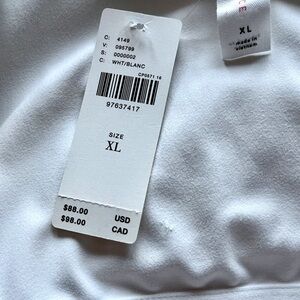 C: 4149
V: 095799
S: 0000002
C: WHT/BLANC
CP0571 16
97637417
SIZE
XL
$88.00 USD
$98.00 CAD
XL
made in
vietnam